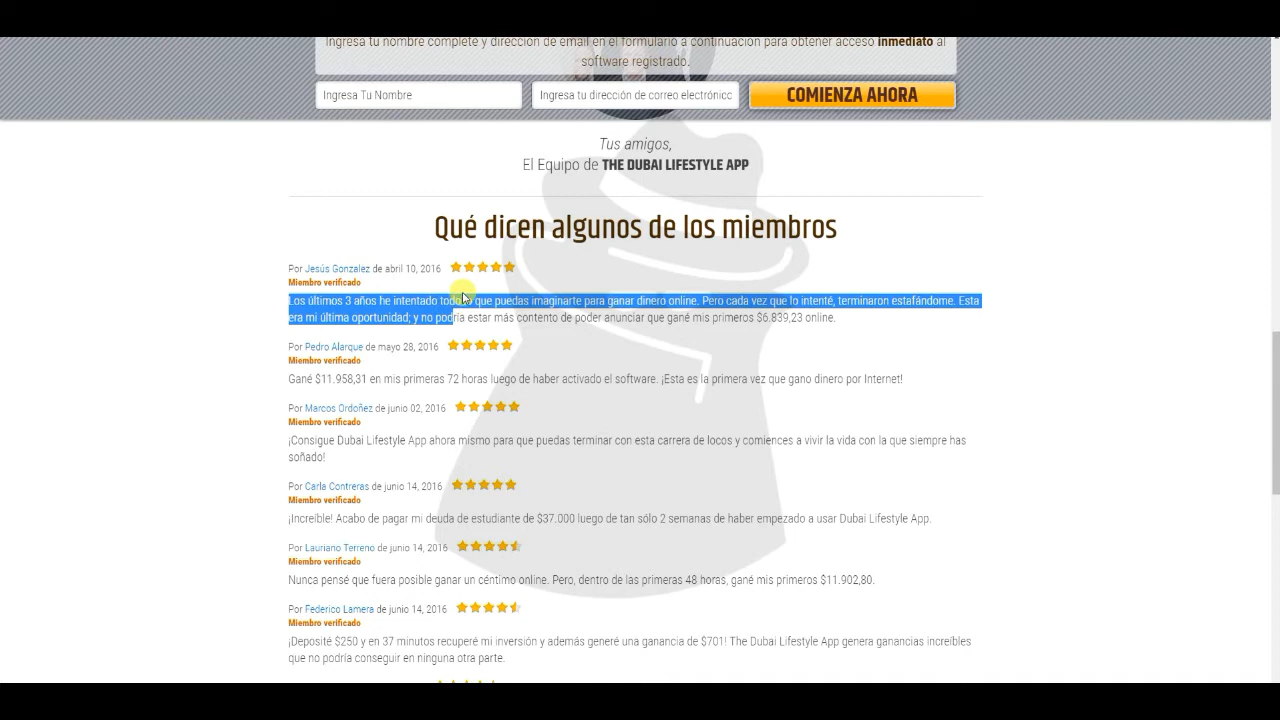 Ingresa tu nombre complete y dirección de email en el formulario a continuación para obtener acceso inmediato al
software registrado.
Ingresa Tu Nombre
Ingresa tu dirección de correo electrónicc
COMIENZA AHORA
Tus amigos,
El Equipo de THE DUBAI LIFESTYLE APP
Qué dicen algunos de los miembros
Por Jesús Gonzalez de abril 10, 2016
Miembro verificado
Los últimos 3 años he intentado todo que puedas imaginarte para ganar dinero online. Pero cada vez que lo intenté, terminaron estafándome. Esta
era mi última oportunidad; y no podría estar más contento de poder anunciar que gané mis primeros $6.839,23 online.
Por Pedro Alarque de mayo 28, 2016
Miembro verificado
Gané $11.958,31 en mis primeras 72 horas luego de haber activado el software. ¡Esta es la primera vez que gano dinero por Internet!
Por Marcos Ordoñez de junio 02, 2016
Miembro verificado
¡Consigue Dubai Lifestyle App ahora mismo para que puedas terminar con esta carrera de locos y comiences a vivir la vida con la que siempre has
soñado!
Por Carla Contreras de junio 14, 2016
Miembro verificado
¡Increíble! Acabo de pagar mi deuda de estudiante de $37.000 luego de tan sólo 2 semanas de haber empezado a usar Dubai Lifestyle App.
Por Lauriano Terreno de junio 14, 2016
Miembro verificado
Nunca pensé que fuera posible ganar un céntimo online. Pero, dentro de las primeras 48 horas, gané mis primeros $11.902,80.
Por Federico Lamera de junio 14, 2016
Miembro verificado
¡Deposité $250 y en 37 minutos recuperé mi inversión y además generé una ganancia de $701! The Dubai Lifestyle App genera ganancias increíbles
que no podría conseguir en ninguna otra parte.